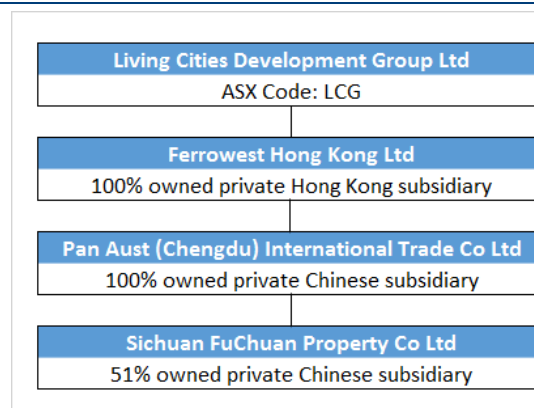 Living Cities Development Group Ltd
ASX Code: LCG
Ferrowest Hong Kong Ltd
100% owned private Hong Kong subsidiary
Pan Aust (Chengdu) International Trade Co Ltd
100% owned private Chinese subsidiary
Sichuan FuChuan Property Co Ltd
51% owned private Chinese subsidiary